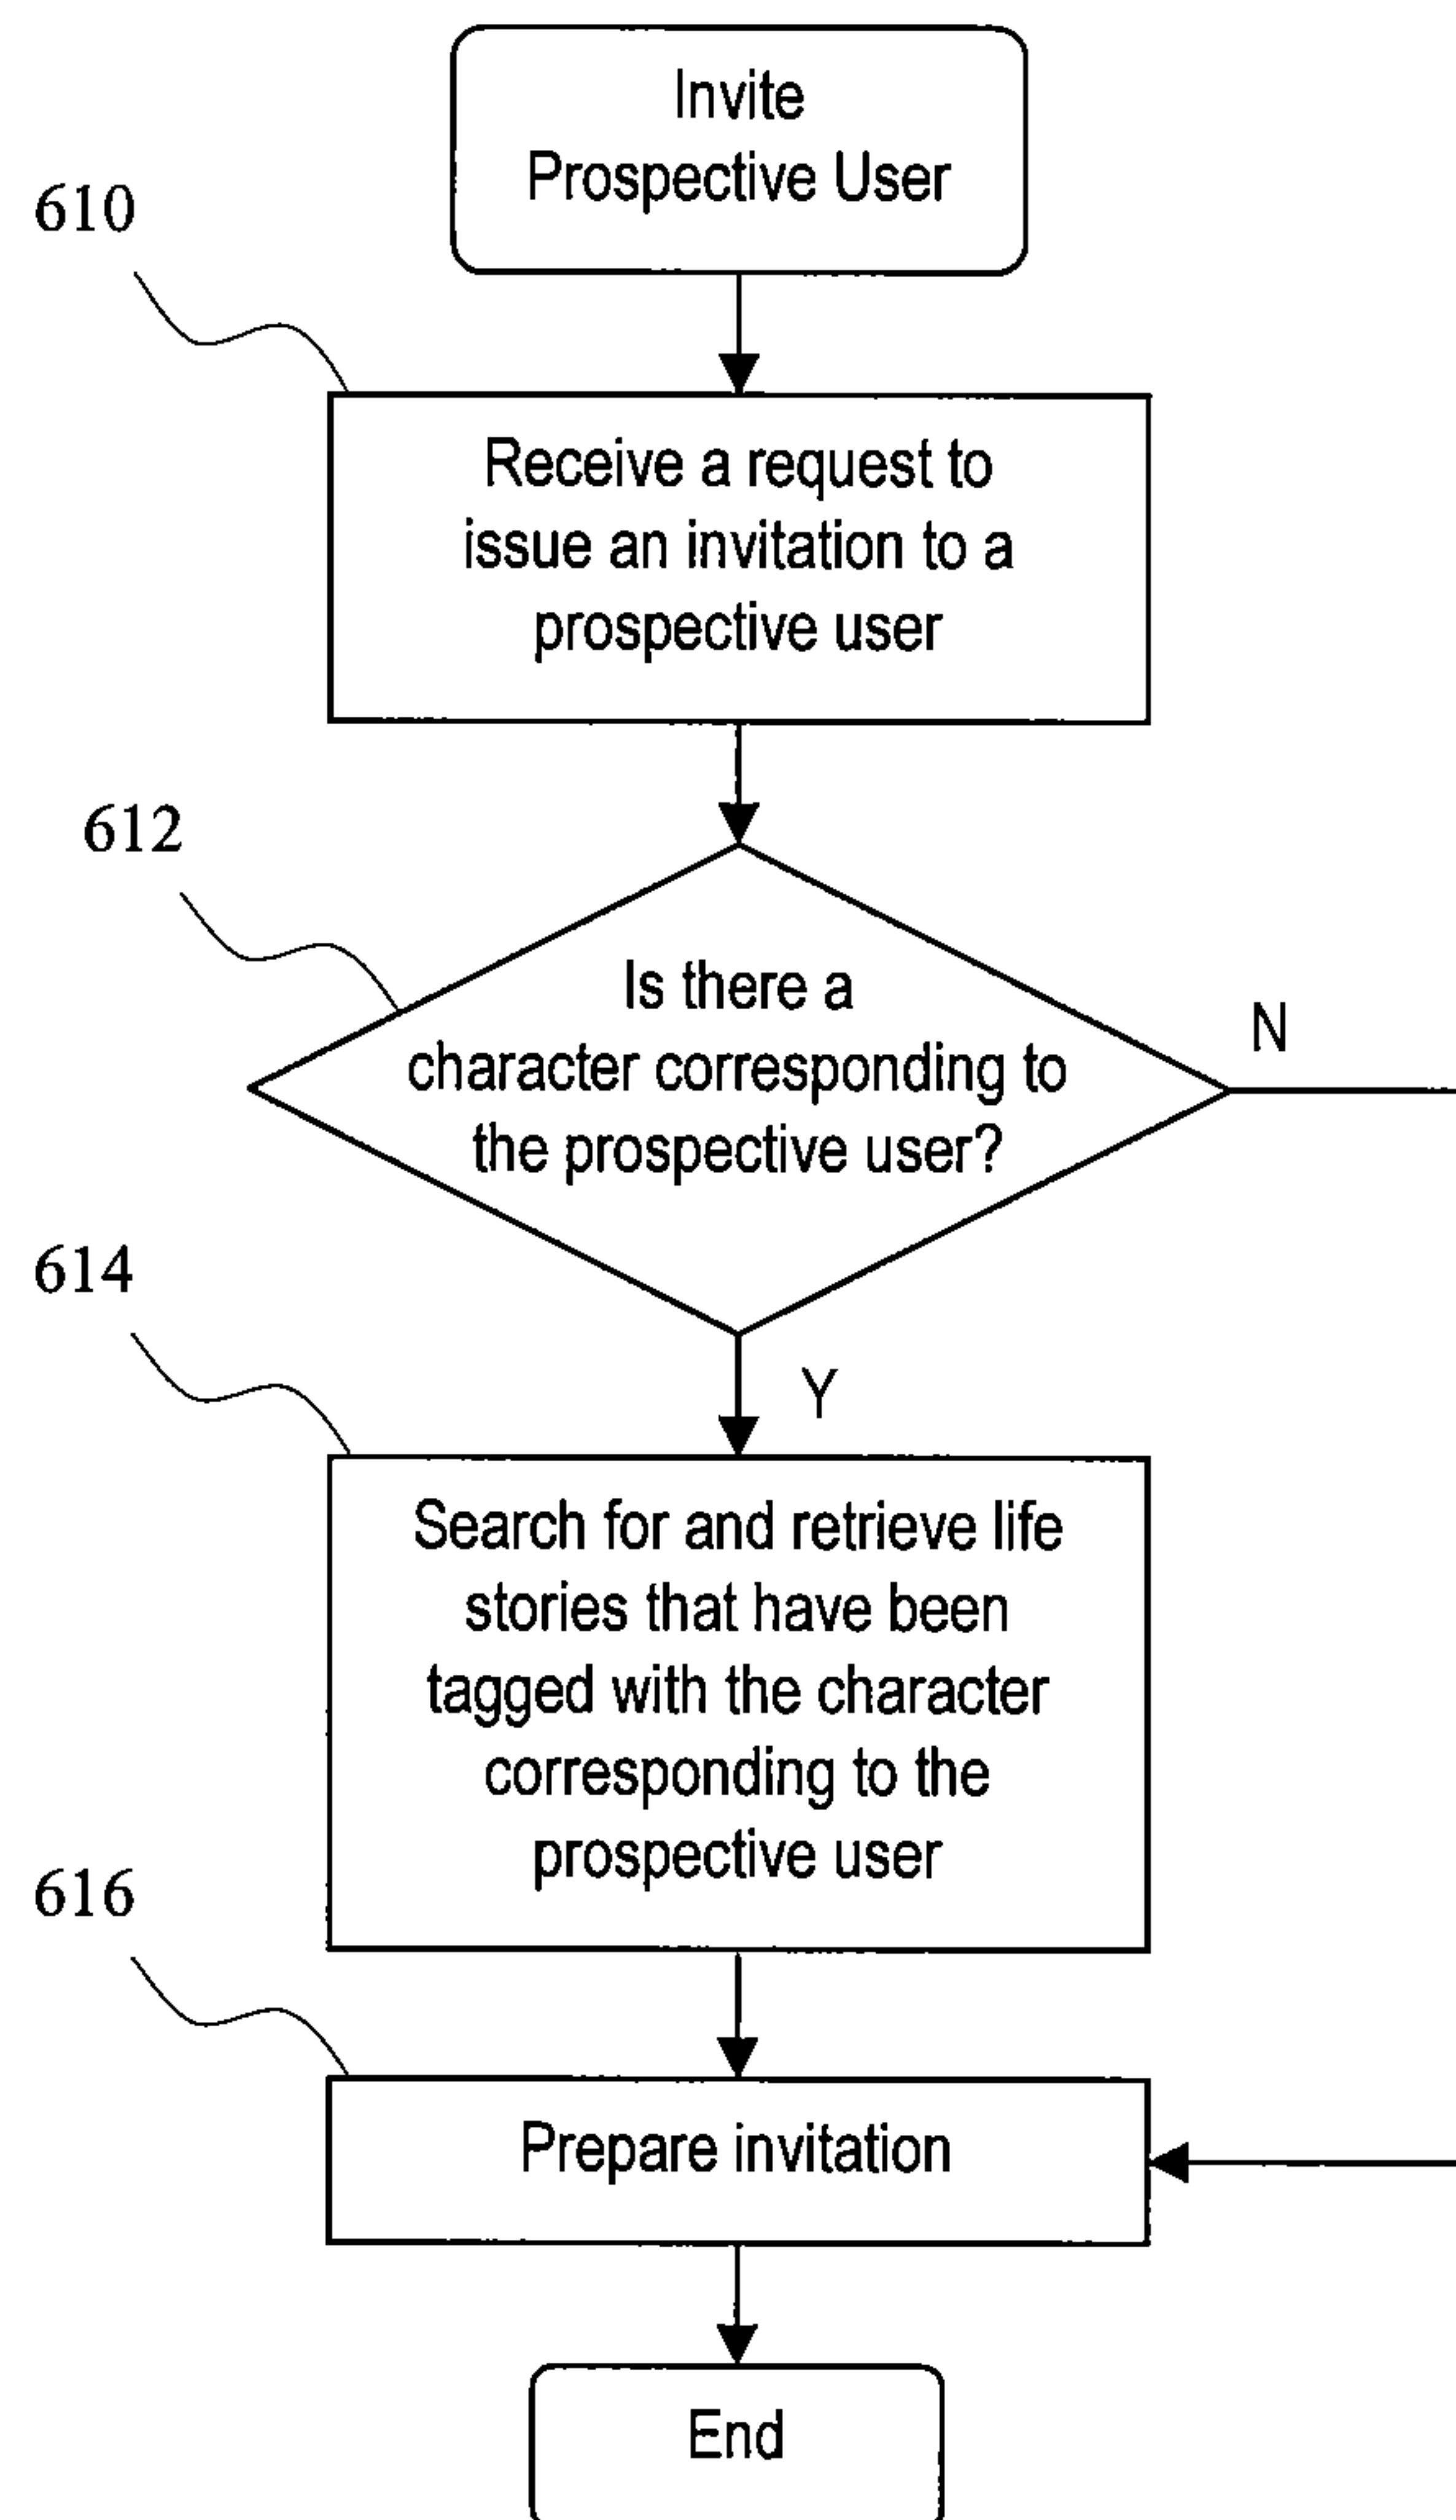 Invite
Prospective User
610
Receive a request to
issue an invitation to a
prospective user
612
Is there a
character corresponding to
the prospective user?
N
614
Y
Search for and retrieve life
stories that have been
tagged with the character
corresponding to the
prospective user
616
Prepare invitation
End